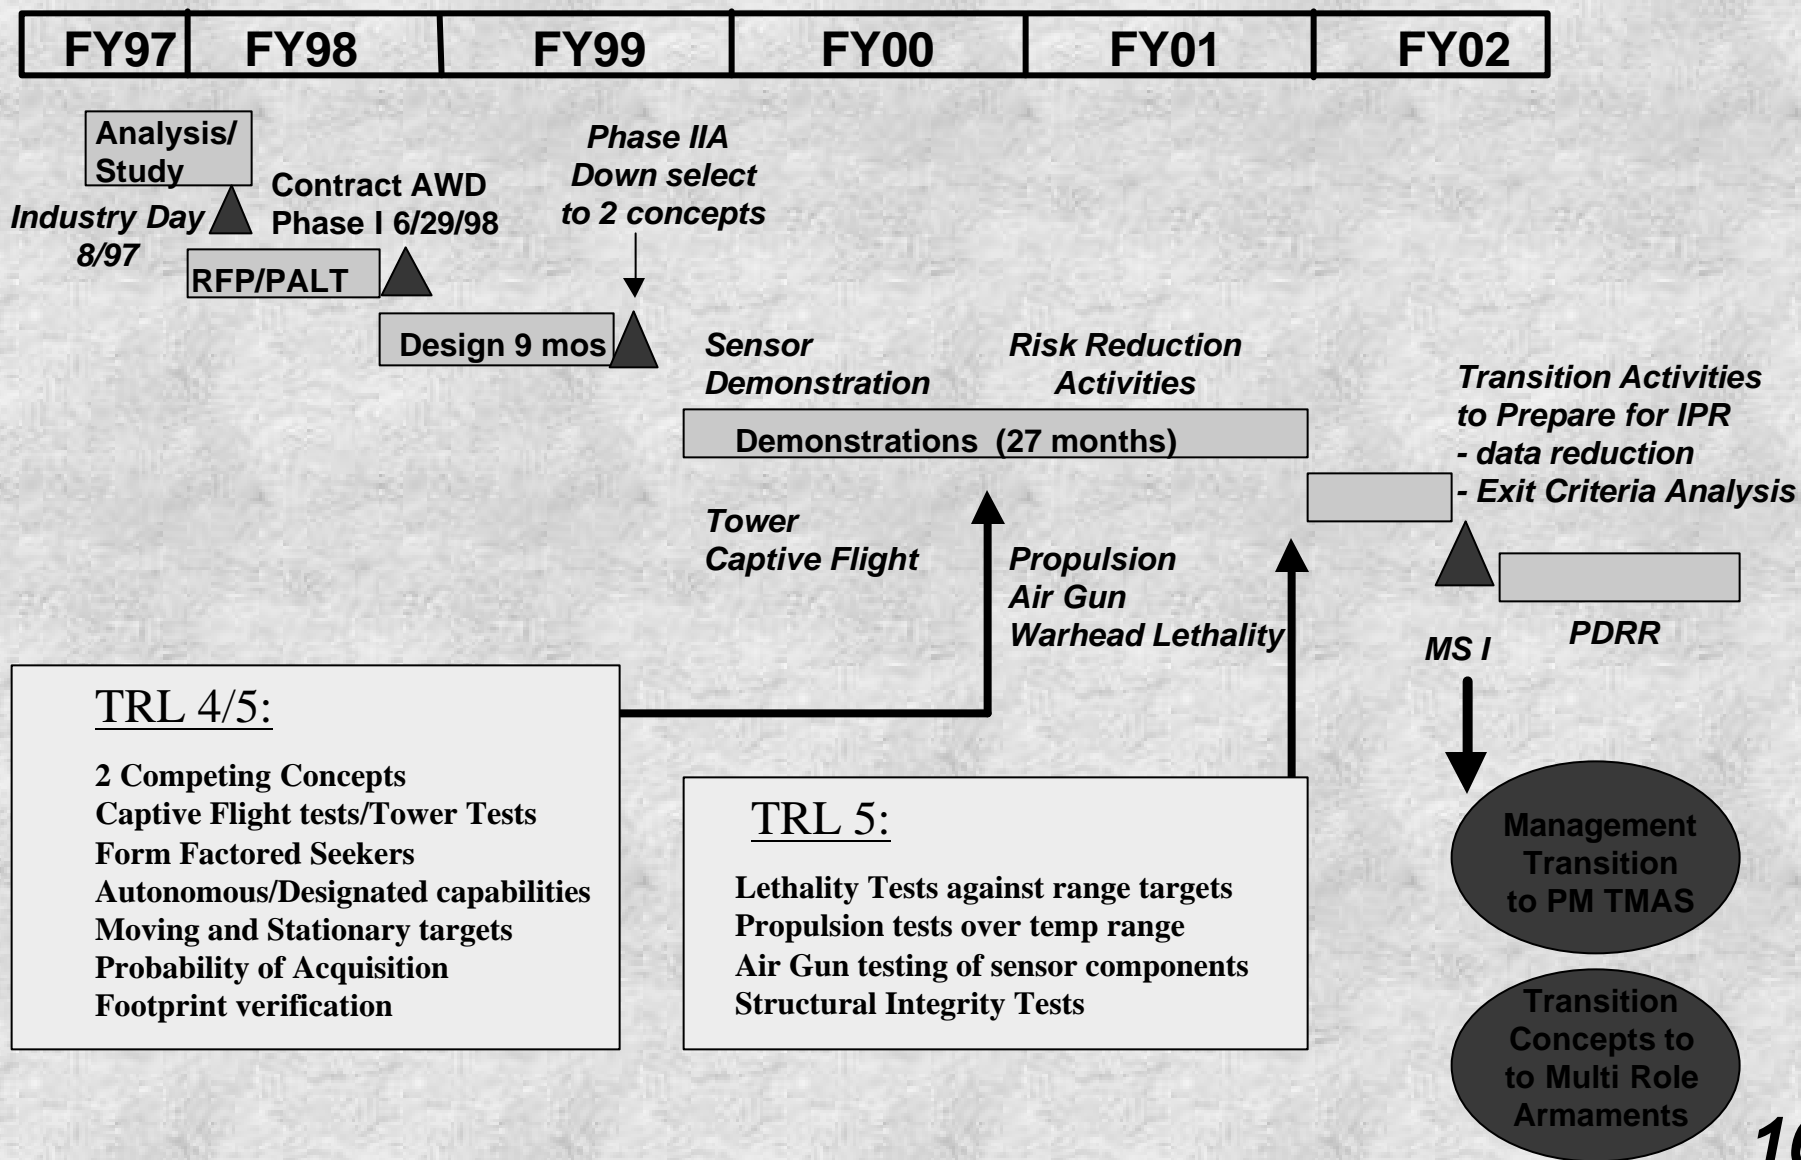 FY97 FY98 FY99 FY00 FY01 FY02
Analysis/
Study
Industry Day
8/97
Contract AWD
Phase I 6/29/98
RFP/PALT
Phase IIA
Down select
to 2 concepts
Design 9 mos
Sensor
Demonstration
Risk Reduction
Activities
Demonstrations (27 months)
Transition Activities
to Prepare for IPR
- data reduction
- Exit Criteria Analysis
Tower
Captive Flight
Propulsion
Air Gun
Warhead Lethality
MS I
PDRR
TRL 4/5:
2 Competing Concepts
Captive Flight tests/Tower Tests
Form Factored Seekers
Autonomous/Designated capabilities
Moving and Stationary targets
Probability of Acquisition
Footprint verification
TRL 5:
Lethality Tests against range targets
Propulsion tests over temp range
Air Gun testing of sensor components
Structural Integrity Tests
Management
Transition
to PM TMAS
Transition
Concepts to
to Multi Role
Armaments